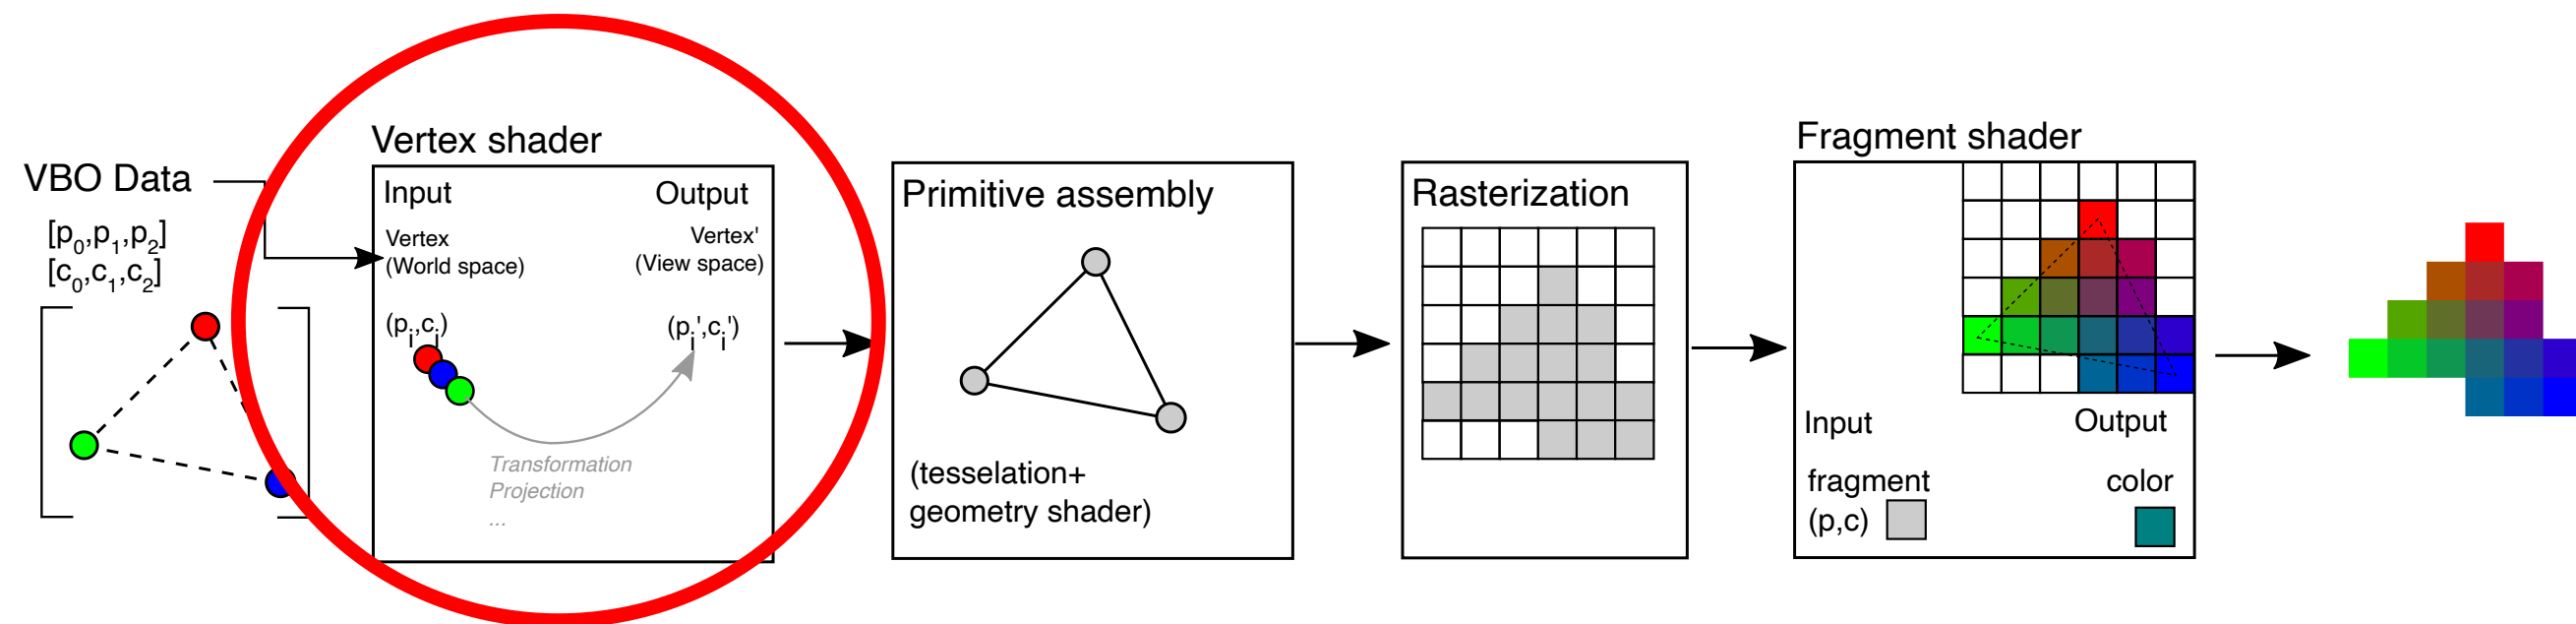 VBO Data
[p0,p1,p2]
[c0,c1,c2]
Vertex shader
Input
Output
Vertex
(World space)
Vertex'
(View space)
(pi,ci)
(pi',ci')
Transformation
Projection
...
Primitive assembly
(tesselation+
geometry shader)
Rasterization
Fragment shader
Input
Output
fragment
(p,c)
color